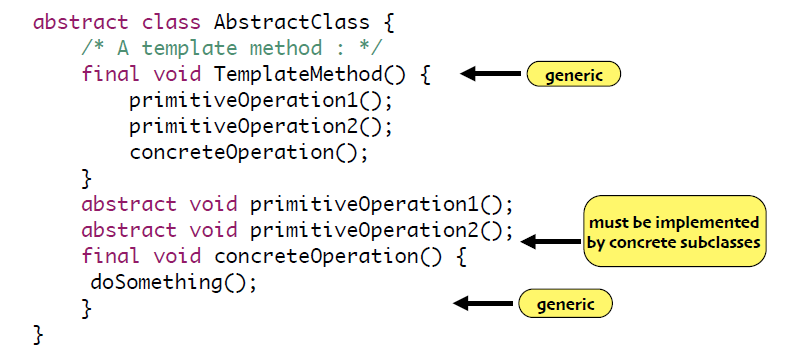 abstract class AbstractClass {
/* A template method : */
final void TemplateMethod() {
generic
primitiveOperation1();
primitiveOperation2();
concreteOperation();
}
abstract void primitiveOperation1();
abstract void primitiveOperation2();
must be implemented
by concrete subclasses
final void concreteOperation() {
doSomething();
}
generic
}